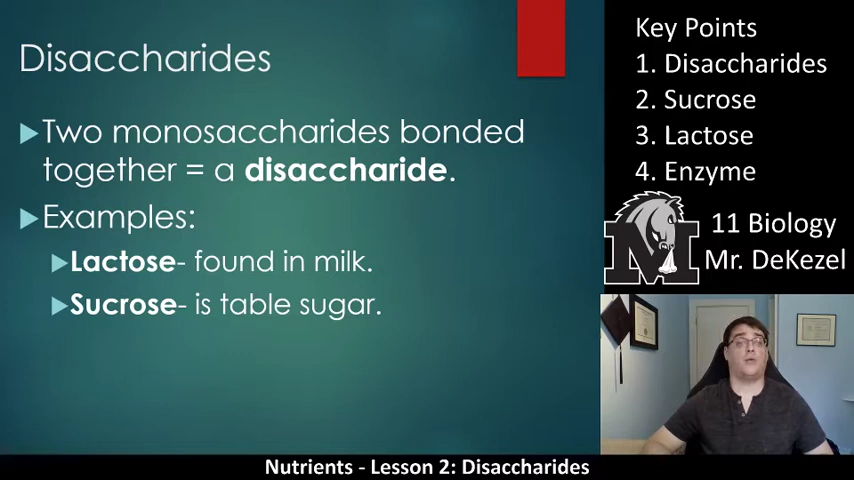 Disaccharides
▶Two monosaccharides bonded
together = a disaccharide.
▶Examples:
▶Lactose- found in milk.
▶Sucrose- is table sugar.
Key Points
1. Disaccharides
2. Sucrose
3. Lactose
4. Enzyme
M
11 Biology
Mr. DeKezel
Nutrients - Lesson 2: Disaccharides